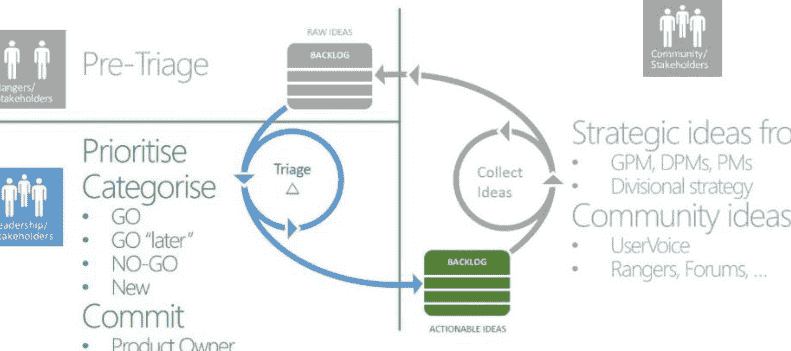 RAW IDEAS
BACKLOG
Pre-Triage
Community/
Stakeholders
Prioritise
Categorise
• GO
• GO "later"
• NO-GO
• New
Commit
• Product Owner
Triage
Collect
Ideas
BACKLOG
ACTIONABLE IDEAS
Strategic ideas fro
• GPM, DPMs, PMs
• Divisional strategy
Community ideas
• UserVoice
• Rangers, Forums, ...
angers/
takeholders
eadership/
takeholders